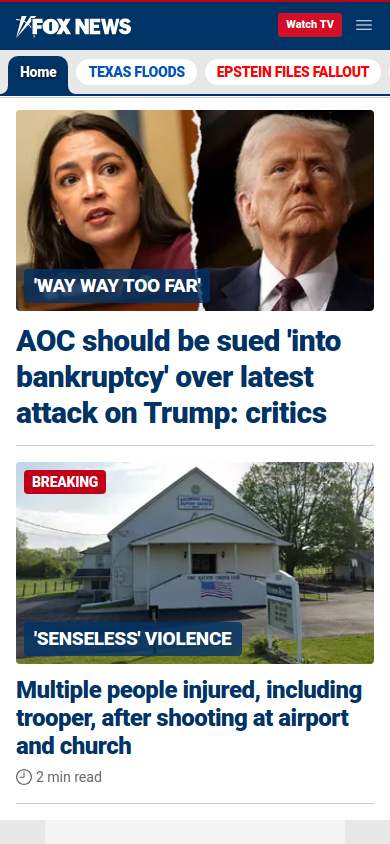 FOX NEWS
Watch TV
Home
TEXAS FLOODS
EPSTEIN FILES FALLOUT
'WAY WAY TOO FAR'
AOC should be sued 'into
bankruptcy' over latest
attack on Trump: critics
BREAKING
'SENSELESS' VIOLENCE
Multiple people injured, including
trooper, after shooting at airport
and church
2 min read